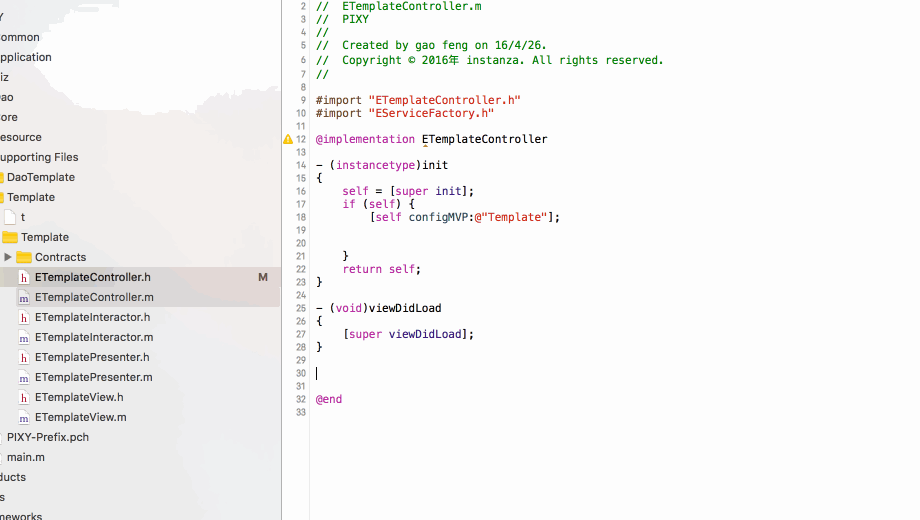 Y
ommon
pplication
iz
ao
ore
esource
upporting Files
DaoTemplate
Template
t
Template
Contracts
h ETemplateController.h M
m ETemplateController.m
h ETemplateInteractor.h
m ETemplateInteractor.m
h ETemplatePresenter.h
m ETemplatePresenter.m
h ETemplateView.h
m ETemplateView.m
PIXY-Prefix.pch
main.m
ducts
s
meworks
2 //  ETemplateController.m
3 //  PIXY
4 //
5 //  Created by gao feng on 16/4/26.
6 //  Copyright © 2016年 instanza. All rights reserved.
7 //
8
9 #import "ETemplateController.h"
10 #import "EServiceFactory.h"
11
12 @implementation ETemplateController
13
14 - (instancetype)init
15 {
16     self = [super init];
17     if (self) {
18         [self configMVP:@"Template"];
19
20
21     }
22     return self;
23 }
24
25 - (void)viewDidLoad
26 {
27     [super viewDidLoad];
28 }
29
30
31
32 @end
33